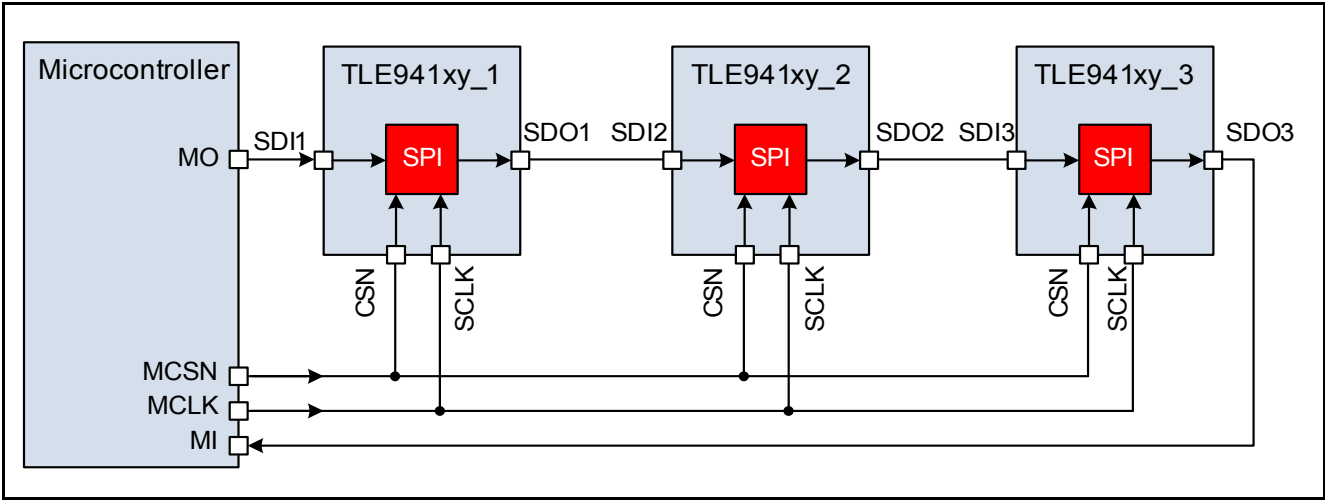 Microcontroller
TLE941xy_1
TLE941xy_2
TLE941xy_3
MO
SDI1
SPI
SDO1
SDI2
SPI
SDO2
SDI3
SPI
SDO3
CSN
SCLK
CSN
SCLK
CSN
SCLK
MCSN
MCLK
MI